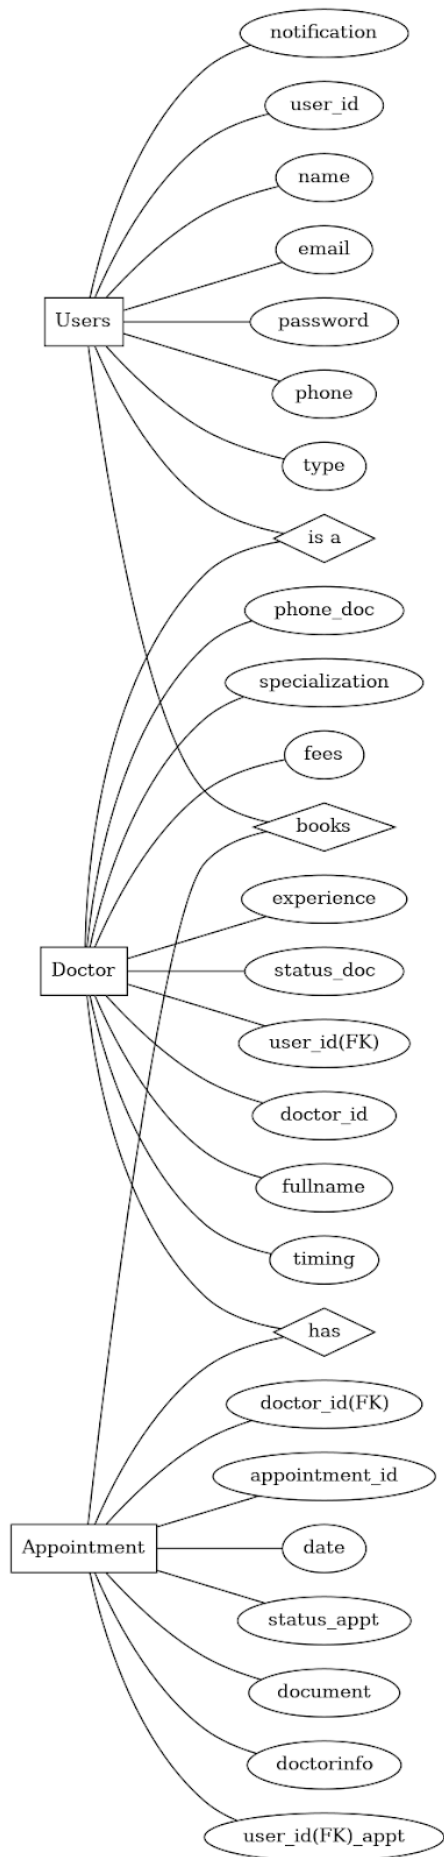 notification
user_id
name
email
Users
password
phone
type
is a
phone_doc
specialization
fees
books
experience
Doctor
status_doc
user_id(FK)
doctor_id
fullname
timing
has
doctor_id(FK)
appointment_id
Appointment
date
status_appt
document
doctorinfo
user_id(FK)_appt